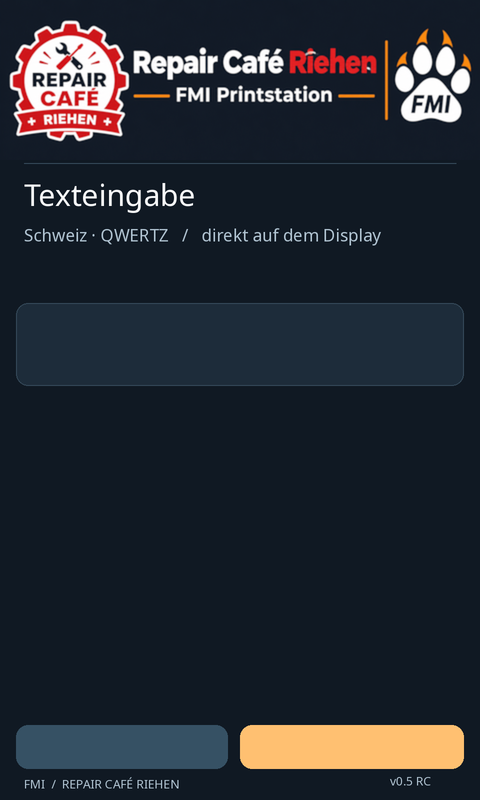 REPAIR
CAFÉ
+ RIEHEN +
Repair Café Riehen
FMI Printstation
FMI
Texteingabe
Schweiz · QWERTZ / direkt auf dem Display
FMI / REPAIR CAFÉ RIEHEN
v0.5 RC